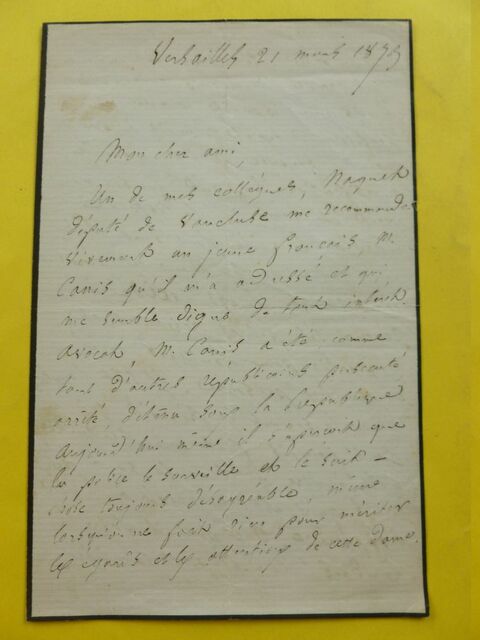 Versailles 21 mars 1873
Mon cher ami,
Un de mes collègues, Naquet
député de Vaucluse me recommande
vivement un jeune français, M.
Canis qu'il m'a adressé et qui
me semble digne de tout intérêt.
Avocat, M. Canis a été comme
tant d'autres républicains persécuté
arrêté, détenu sous la République
Aujourd'hui même il s'aperçoit que
la police le surveille et le suit –
chose toujours désagréable, même
lorsqu'on ne fait rien pour mériter
les égards et les attentions de cette dame.